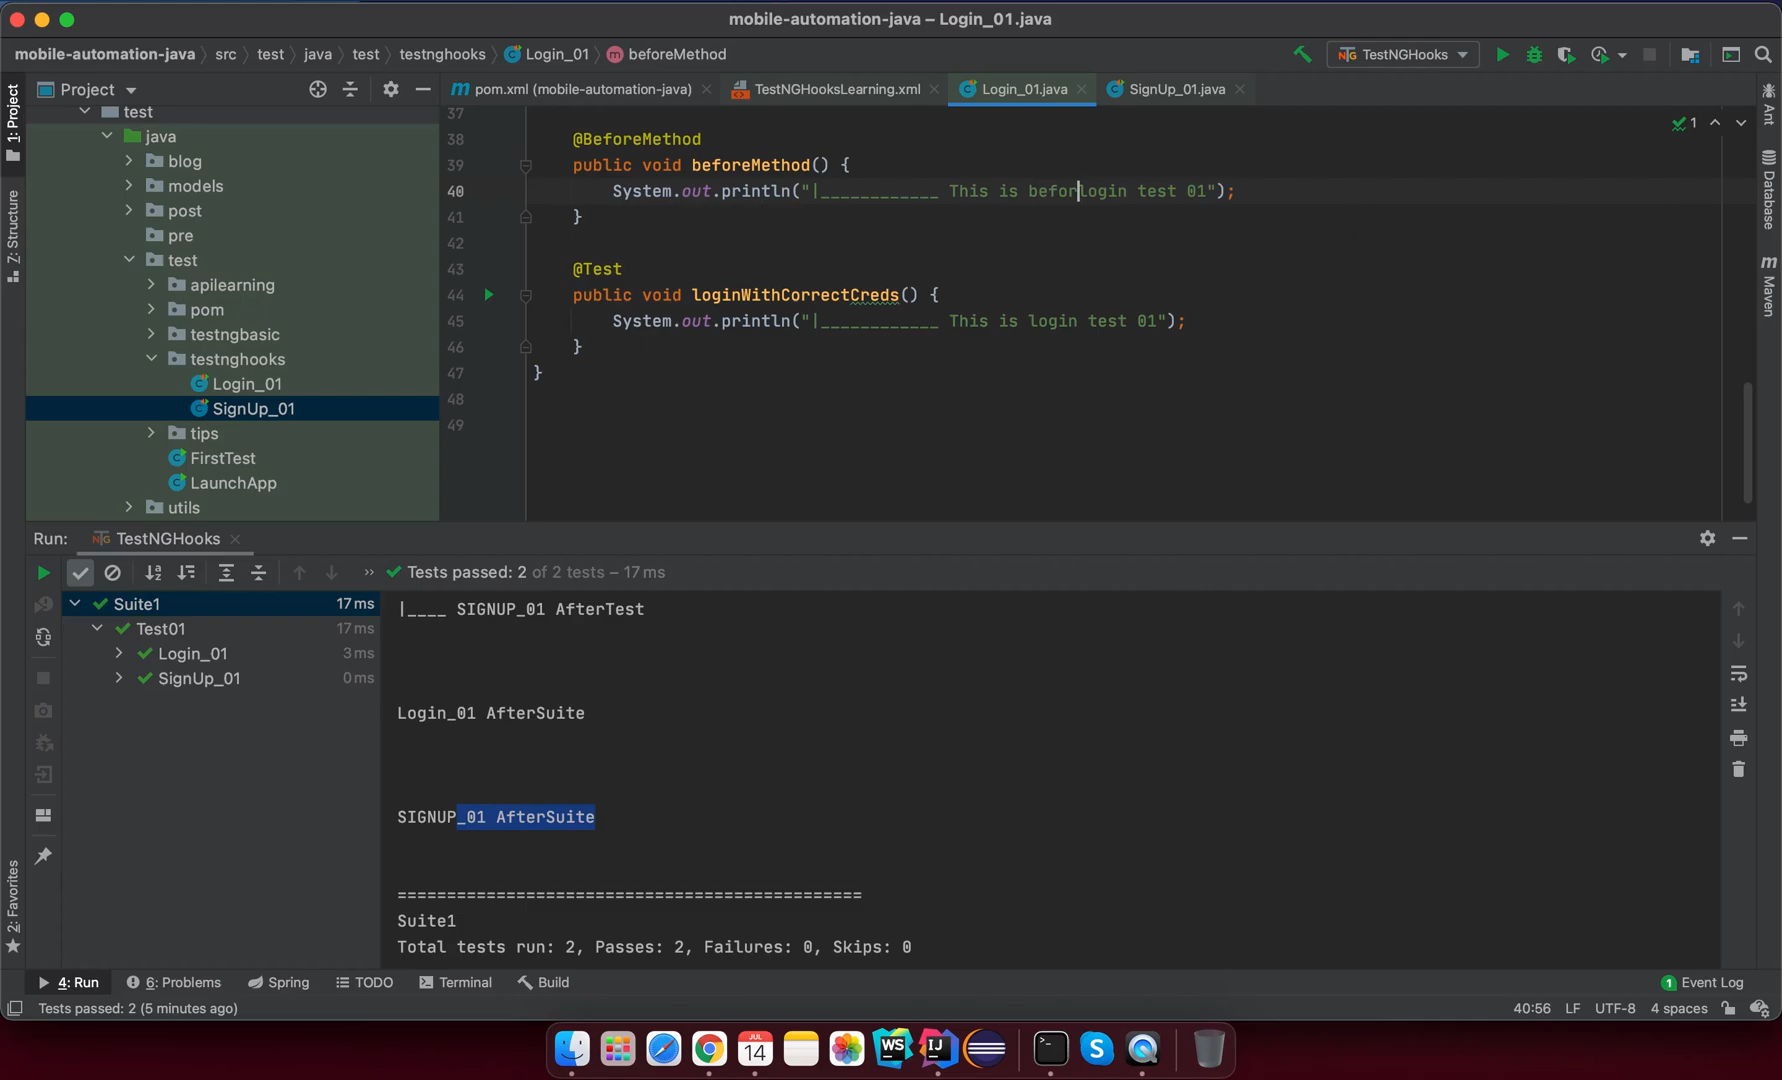 mobile-automation-java – Login_01.java
mobile-automation-java src test java test testnghooks Login_01 beforeMethod
TestNGHooks
Project
pom.xml (mobile-automation-java)
TestNGHooksLearning.xml
Login_01.java
SignUp_01.java
1: Project
7: Structure
2: Favorites
Ant
Database
Maven
test
java
blog
models
post
pre
test
apilearning
pom
testngbasic
testnghooks
Login_01
SignUp_01
tips
FirstTest
LaunchApp
utils
1
37
38 @BeforeMethod
39 public void beforeMethod() {
40 System.out.println("|____________ This is beforlogin test 01");
41 }
42
43 @Test
44 public void loginWithCorrectCreds() {
45 System.out.println("|____________ This is login test 01");
46 }
47 }
48
49
Run: TestNGHooks
Tests passed: 2 of 2 tests – 17 ms
Suite1 17 ms
Test01 17 ms
Login_01 3 ms
SignUp_01 0 ms
|____ SIGNUP_01 AfterTest
Login_01 AfterSuite
SIGNUP_01 AfterSuite
===============================================
Suite1
Total tests run: 2, Passes: 2, Failures: 0, Skips: 0
4: Run 6: Problems Spring TODO Terminal Build 1 Event Log
Tests passed: 2 (5 minutes ago) 40:56 LF UTF-8 4 spaces
JUL
14
WS
IJ
S